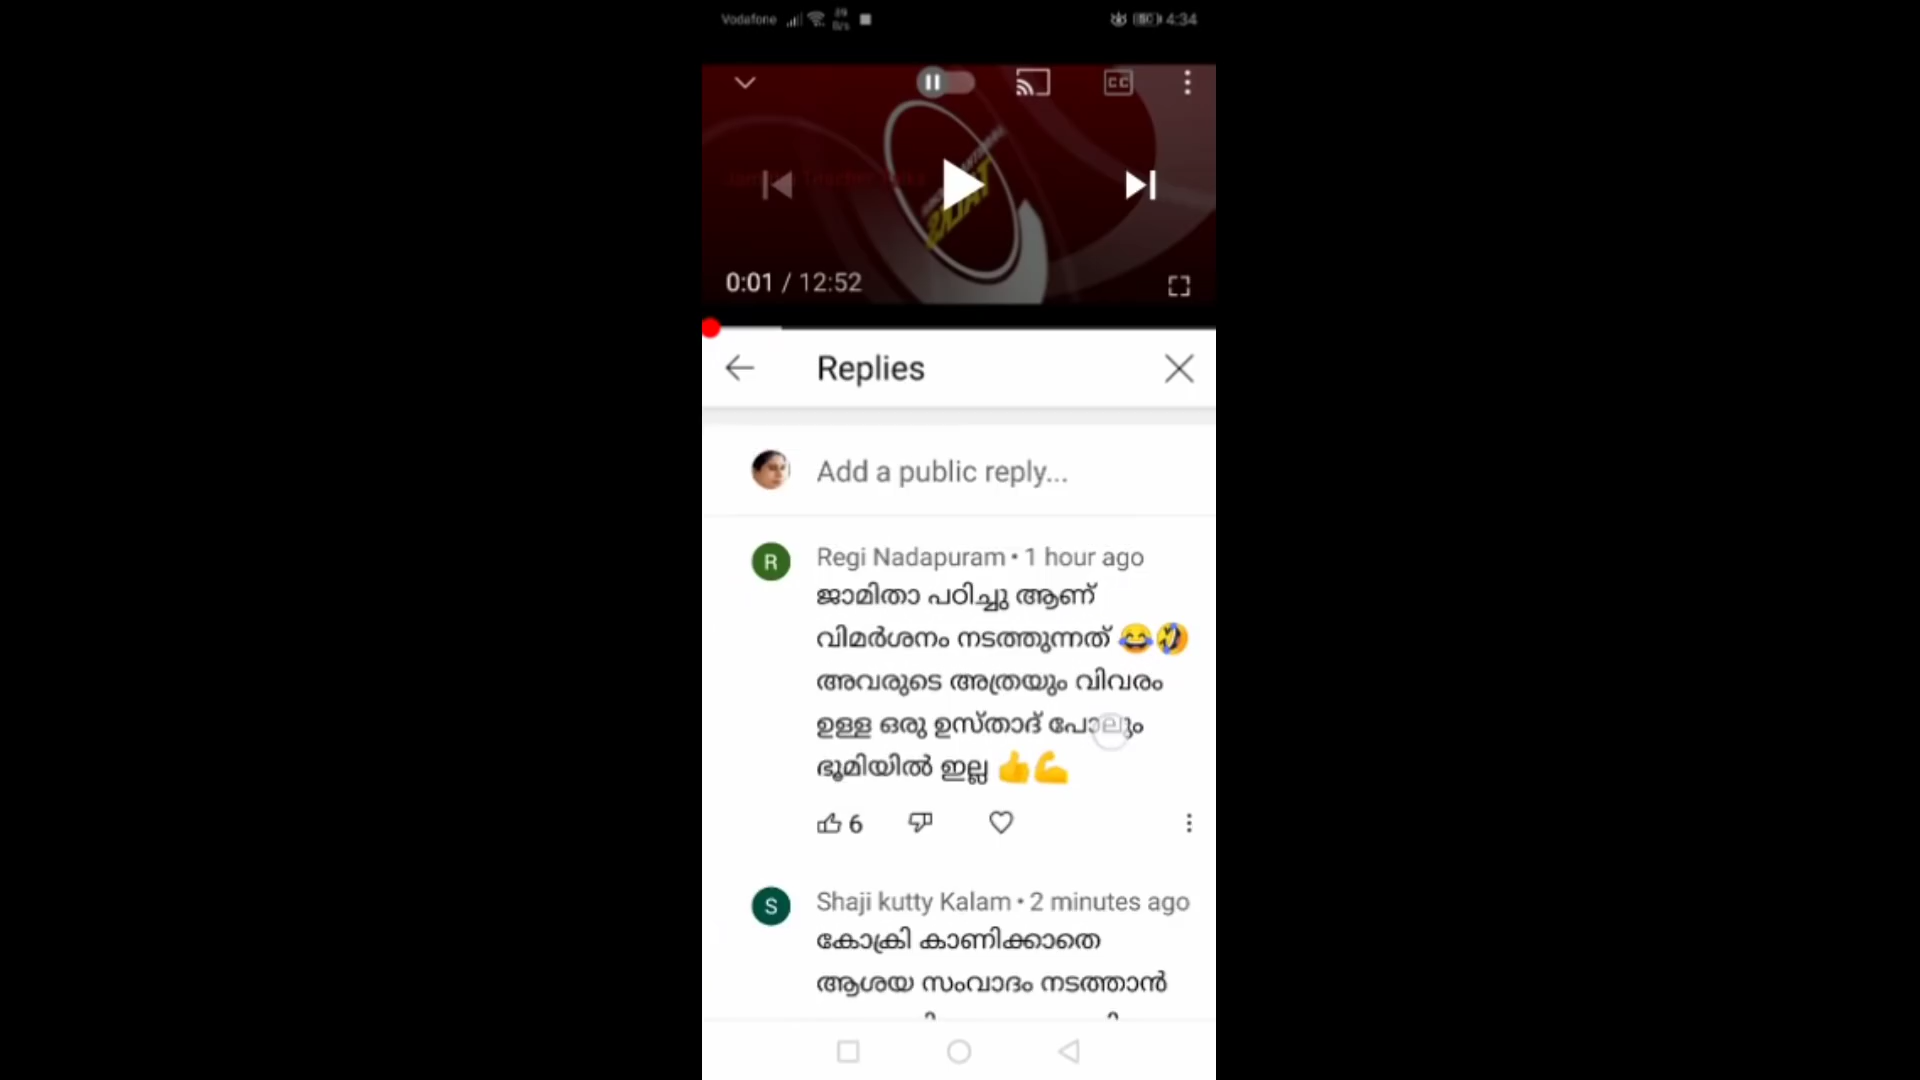 Vodafone 4:34
TALKS
0:01 / 12:52
Replies
Add a public reply...
R Regi Nadapuram • 1 hour ago
ജാമിതാ പഠിച്ചു ആണ്
വിമർശനം നടത്തുന്നത് 😂🤣
അവരുടെ അത്രയും വിവരം
ഉള്ള ഒരു ഉസ്താദ് പോലും
ഭൂമിയിൽ ഇല്ല 👍💪
6
S Shaji kutty Kalam • 2 minutes ago
കോക്രി കാണിക്കാതെ
ആശയ സംവാദം നടത്താൻ